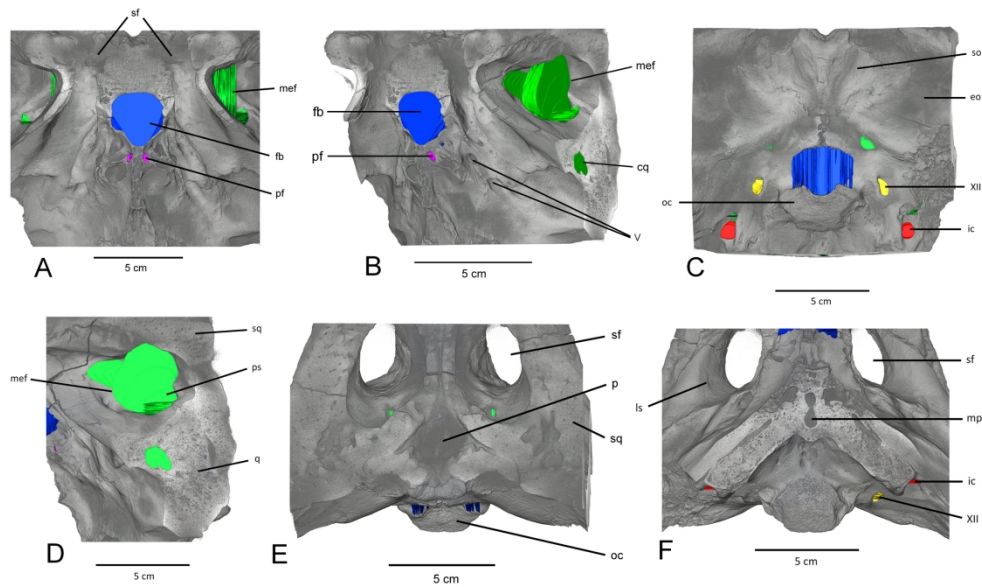 sf
mef
fb
pf
A
5 cm
mef
fb
pf
cq
V
B
5 cm
so
eo
XII
oc
ic
C
5 cm
sq
mef
ps
q
D
5 cm
sf
p
sq
oc
E
5 cm
sf
ls
mp
ic
XII
F
5 cm